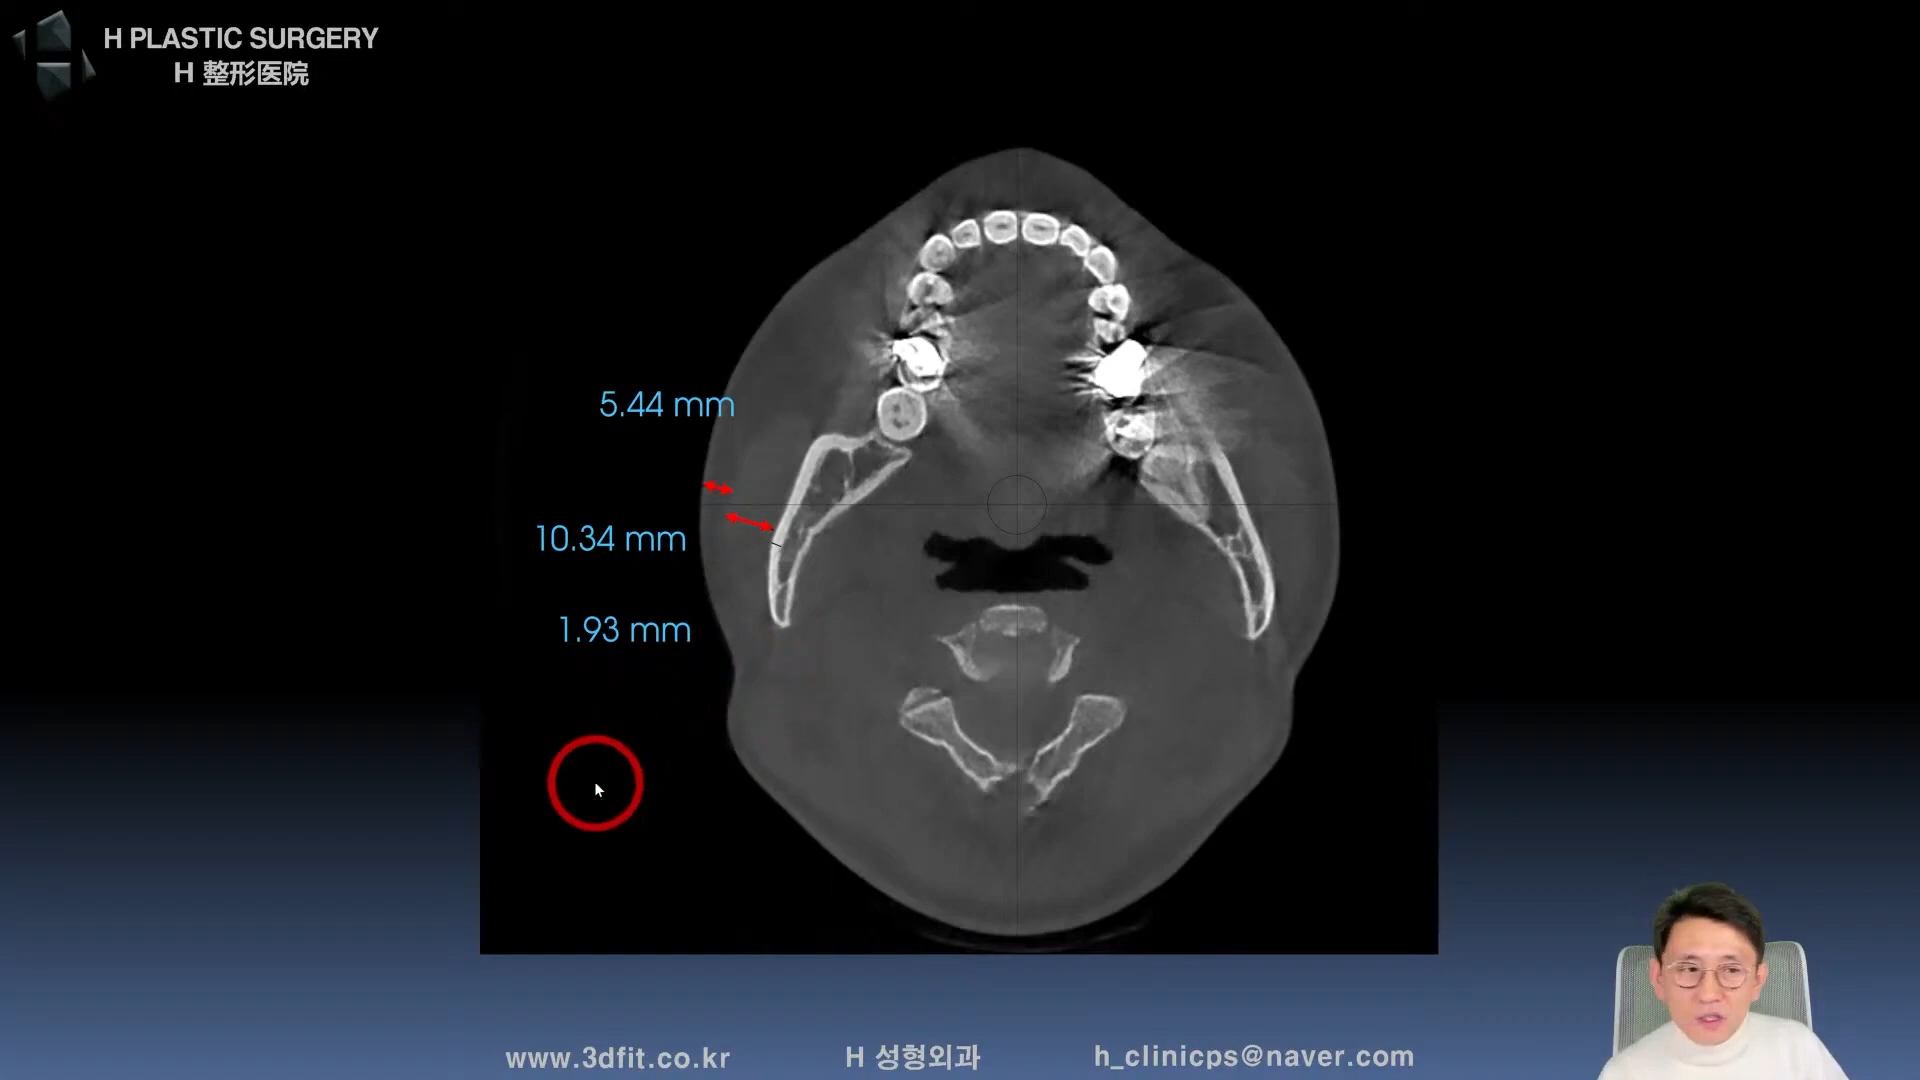 H PLASTIC SURGERY
H 整形医院
5.44 mm
10.34 mm
1.93 mm
www.3dfit.co.kr
H 성형외과
h_clinicps@naver.com